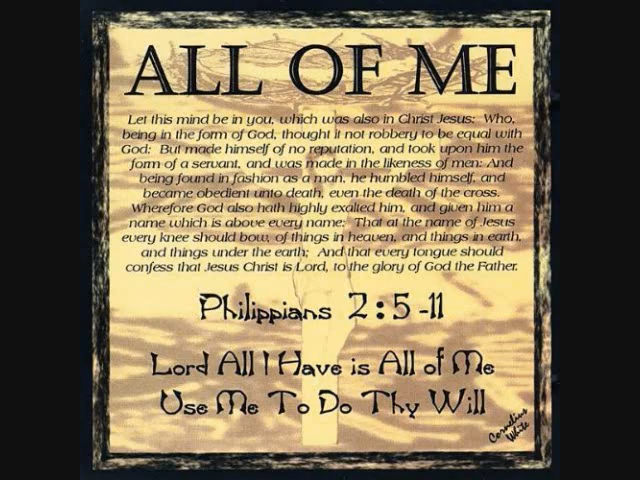 ALL OF ME
Let this mind be in you, which was also in Christ Jesus: Who,
being in the form of God, thought it not robbery to be equal with
God: But made himself of no reputation, and took upon him the
form of a servant, and was made in the likeness of men: And
being found in fashion as a man, he humbled himself, and
became obedient unto death, even the death of the cross.
Wherefore God also hath highly exalted him, and given him a
name which is above every name: That at the name of Jesus
every knee should bow, of things in heaven, and things in earth,
and things under the earth; And that every tongue should
confess that Jesus Christ is Lord, to the glory of God the Father.
Philippians 2:5-11
Lord All I Have is All of Me
Use Me To Do Thy Will
Cornelius
White